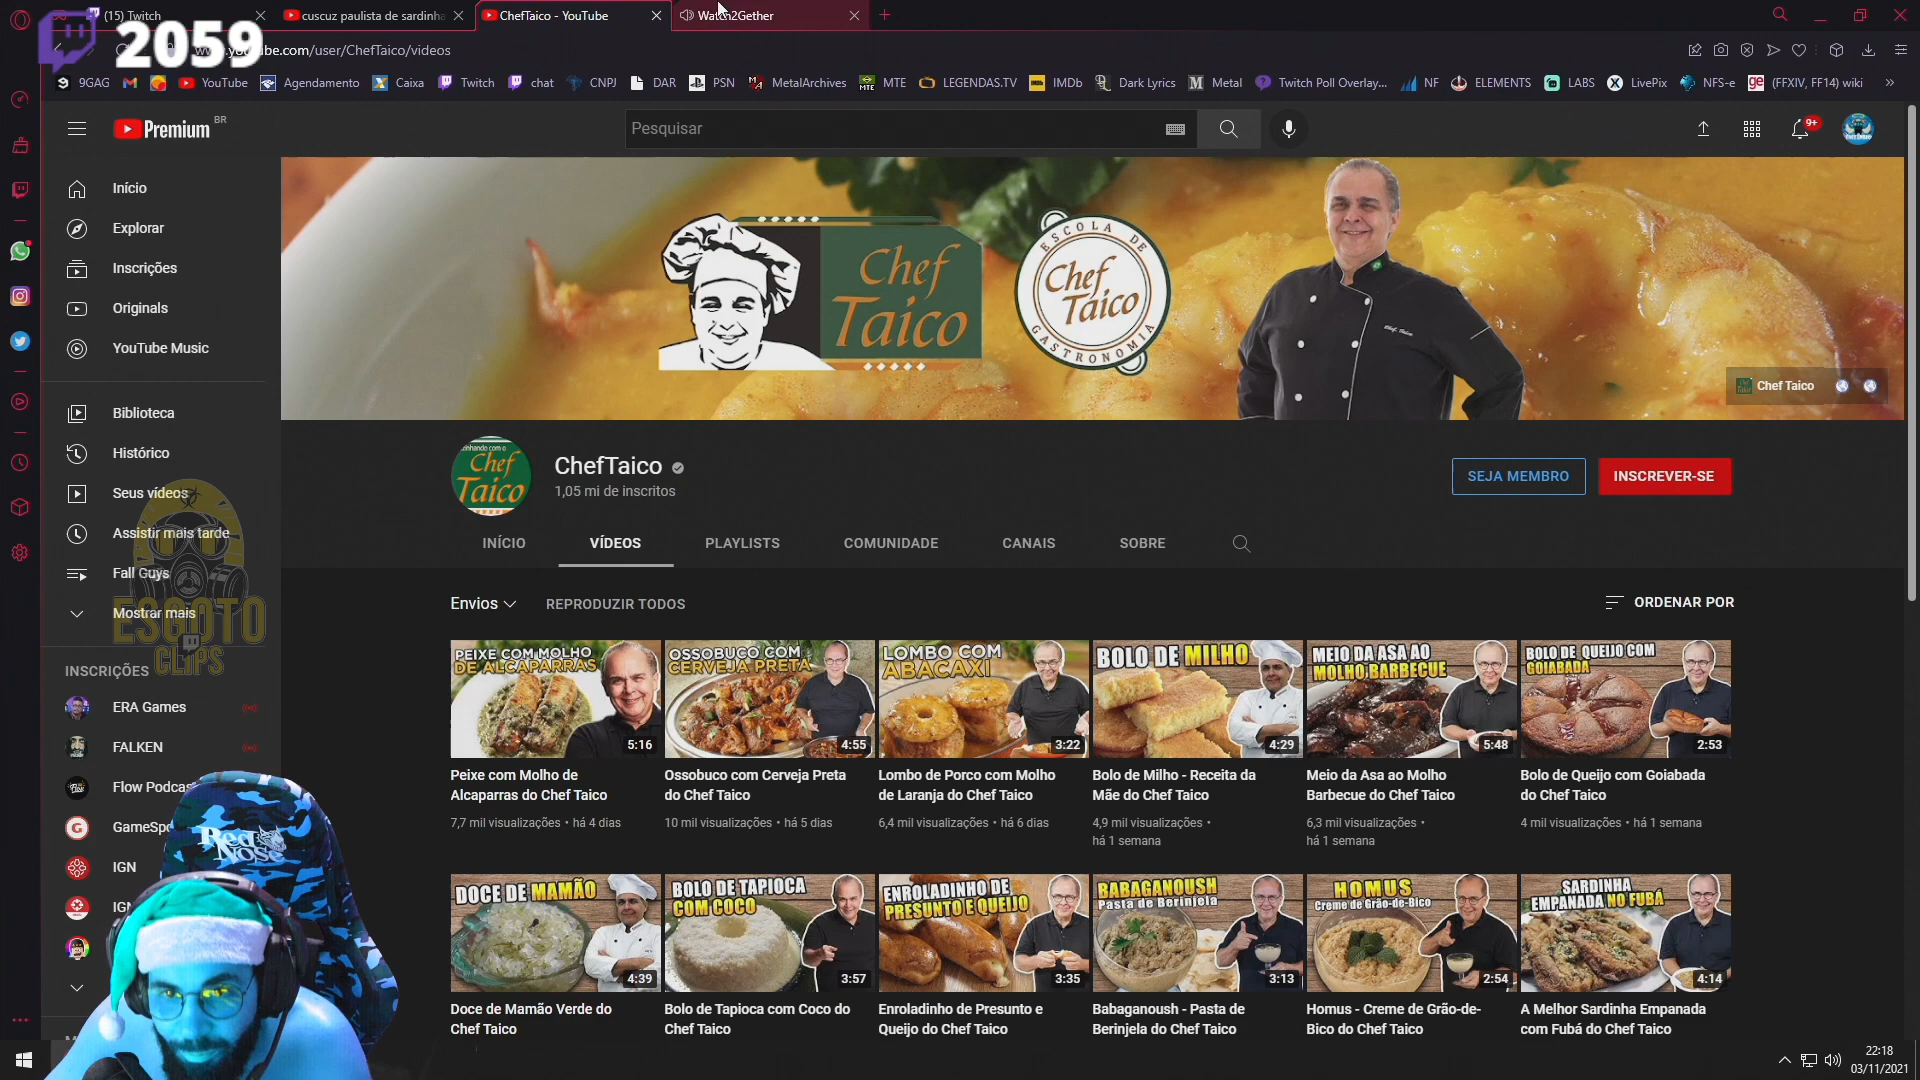 (15) Twitch
cuscuz paulista de sardinha
ChefTaico - YouTube
Watch2Gether
2059
www.youtube.com/user/ChefTaico/videos
9GAG
YouTube
Agendamento
Caixa
Twitch
chat
CNPJ
DAR
PSN
MetalArchives
MTE
LEGENDAS.TV
IMDb
Dark Lyrics
Metal
Twitch Poll Overlay...
NF
ELEMENTS
LABS
LivePix
NFS-e
(FFXIV, FF14) wiki
Premium BR
Pesquisar
9+
Início
Explorar
Inscrições
Originals
YouTube Music
Biblioteca
Histórico
Seus vídeos
Assistir mais tarde
Fall Guys
Mostrar mais
ESGOTO
CLIPS
INSCRIÇÕES
ERA Games
FALKEN
Flow Podcas
GameSpo
IGN
RedNose
Chef
Taico
ESCOLA DE
Chef
Taico
GASTRONOMIA
Chef Taico
Chef
Taico
ChefTaico
1,05 mi de inscritos
SEJA MEMBRO
INSCREVER-SE
INÍCIO
VÍDEOS
PLAYLISTS
COMUNIDADE
CANAIS
SOBRE
Envios
REPRODUZIR TODOS
ORDENAR POR
PEIXE COM MOLHO
DE ALCAPARRAS
5:16
OSSOBUCO COM
CERVEJA PRETA
4:55
LOMBO COM
ABACAXI
3:22
BOLO DE MILHO
4:29
MEIO DA ASA AO
MOLHO BARBECUE
5:48
BOLO DE QUEIJO COM
GOIABADA
2:53
Peixe com Molho de
Alcaparras do Chef Taico
7,7 mil visualizações • há 4 dias
Ossobuco com Cerveja Preta
do Chef Taico
10 mil visualizações • há 5 dias
Lombo de Porco com Molho
de Laranja do Chef Taico
6,4 mil visualizações • há 6 dias
Bolo de Milho - Receita da
Mãe do Chef Taico
4,9 mil visualizações •
há 1 semana
Meio da Asa ao Molho
Barbecue do Chef Taico
6,3 mil visualizações •
há 1 semana
Bolo de Queijo com Goiabada
do Chef Taico
4 mil visualizações • há 1 semana
DOCE DE MAMÃO
4:39
BOLO DE TAPIOCA
COM COCO
3:57
ENROLADINHO DE
PRESUNTO E QUEIJO
3:35
BABAGANOUSH
Pasta de Berinjela
3:13
HOMUS
Creme de Grão-de-Bico
2:54
SARDINHA
EMPANADA NO FUBÁ
4:14
Doce de Mamão Verde do
Chef Taico
Bolo de Tapioca com Coco do
Chef Taico
Enroladinho de Presunto e
Queijo do Chef Taico
Babaganoush - Pasta de
Berinjela do Chef Taico
Homus - Creme de Grão-de-
Bico do Chef Taico
A Melhor Sardinha Empanada
com Fubá do Chef Taico
22:18
03/11/2021